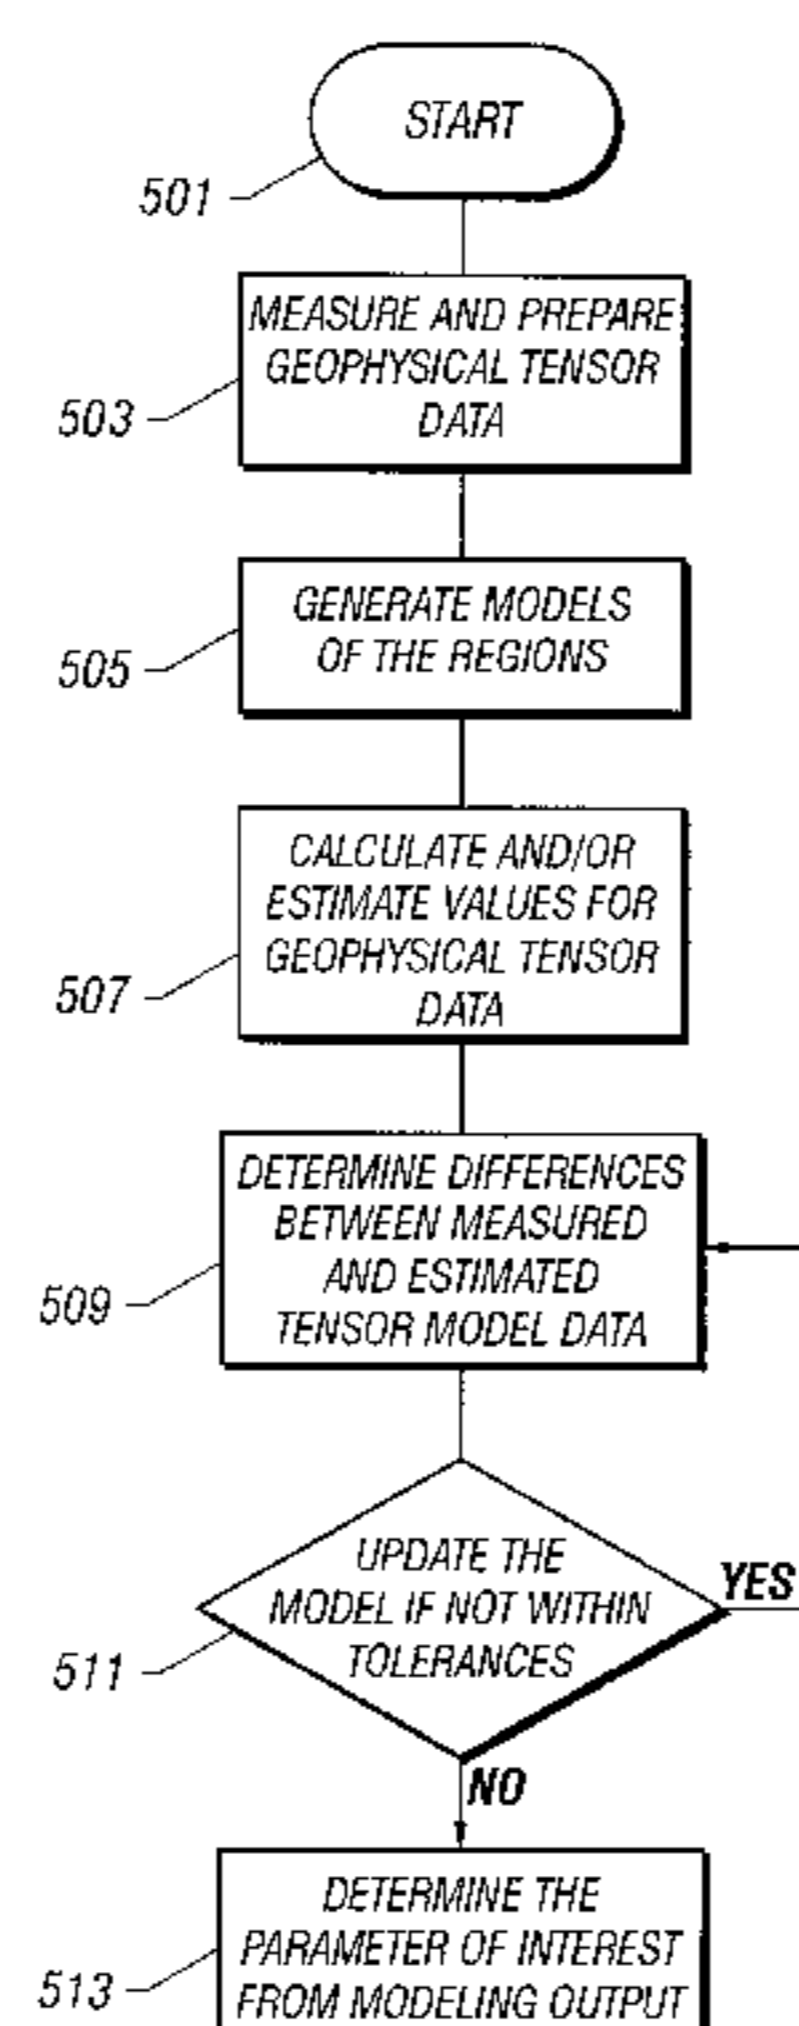 START
501
MEASURE AND PREPARE
GEOPHYSICAL TENSOR
DATA
503
GENERATE MODELS
OF THE REGIONS
505
CALCULATE AND/OR
ESTIMATE VALUES FOR
GEOPHYSICAL TENSOR
DATA
507
DETERMINE DIFFERENCES
BETWEEN MEASURED
AND ESTIMATED
TENSOR MODEL DATA
509
UPDATE THE
MODEL IF NOT WITHIN
TOLERANCES
YES
511
NO
DETERMINE THE
PARAMETER OF INTEREST
FROM MODELING OUTPUT
513